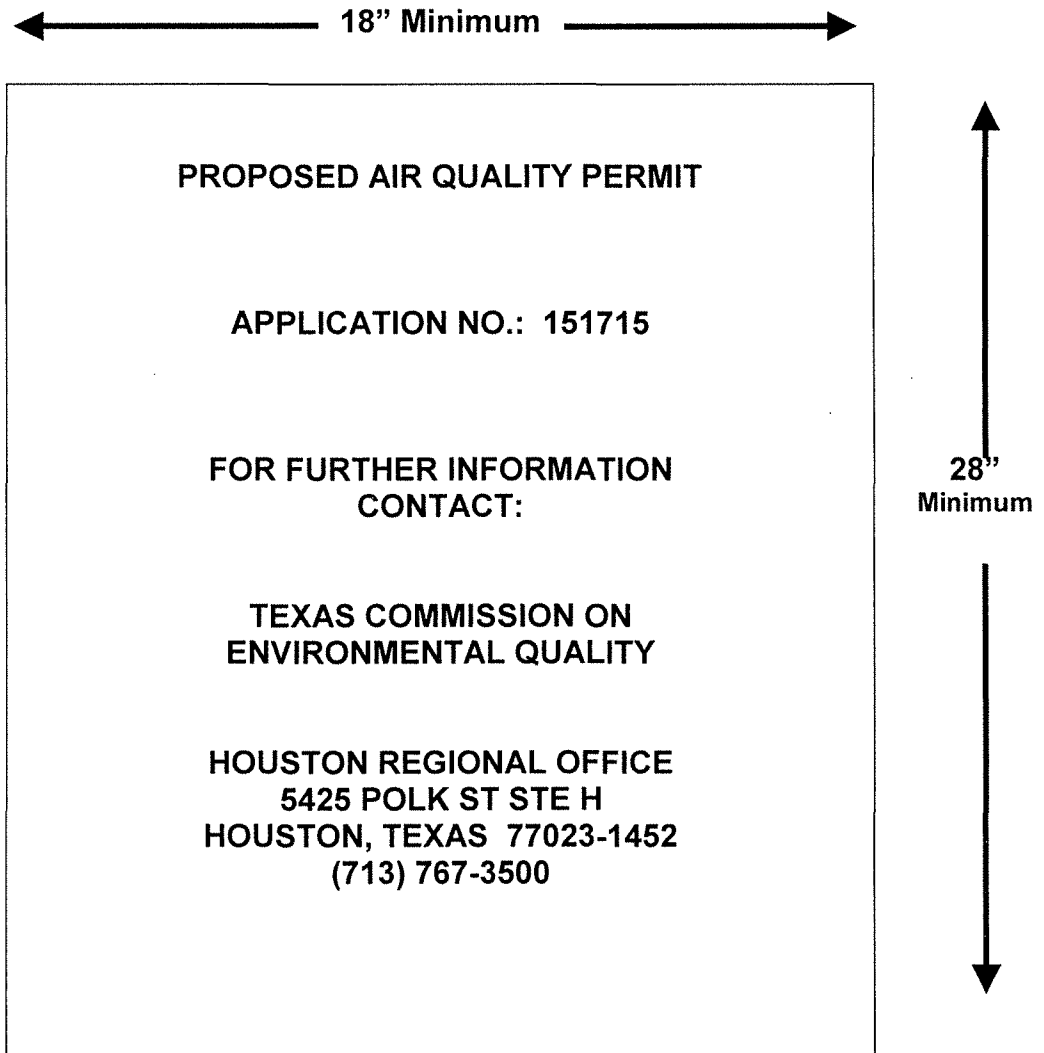 18” Minimum
PROPOSED AIR QUALITY PERMIT
APPLICATION NO.: 151715
FOR FURTHER INFORMATION
CONTACT:
TEXAS COMMISSION ON
ENVIRONMENTAL QUALITY
HOUSTON REGIONAL OFFICE
5425 POLK ST STE H
HOUSTON, TEXAS 77023-1452
(713) 767-3500
28”
Minimum